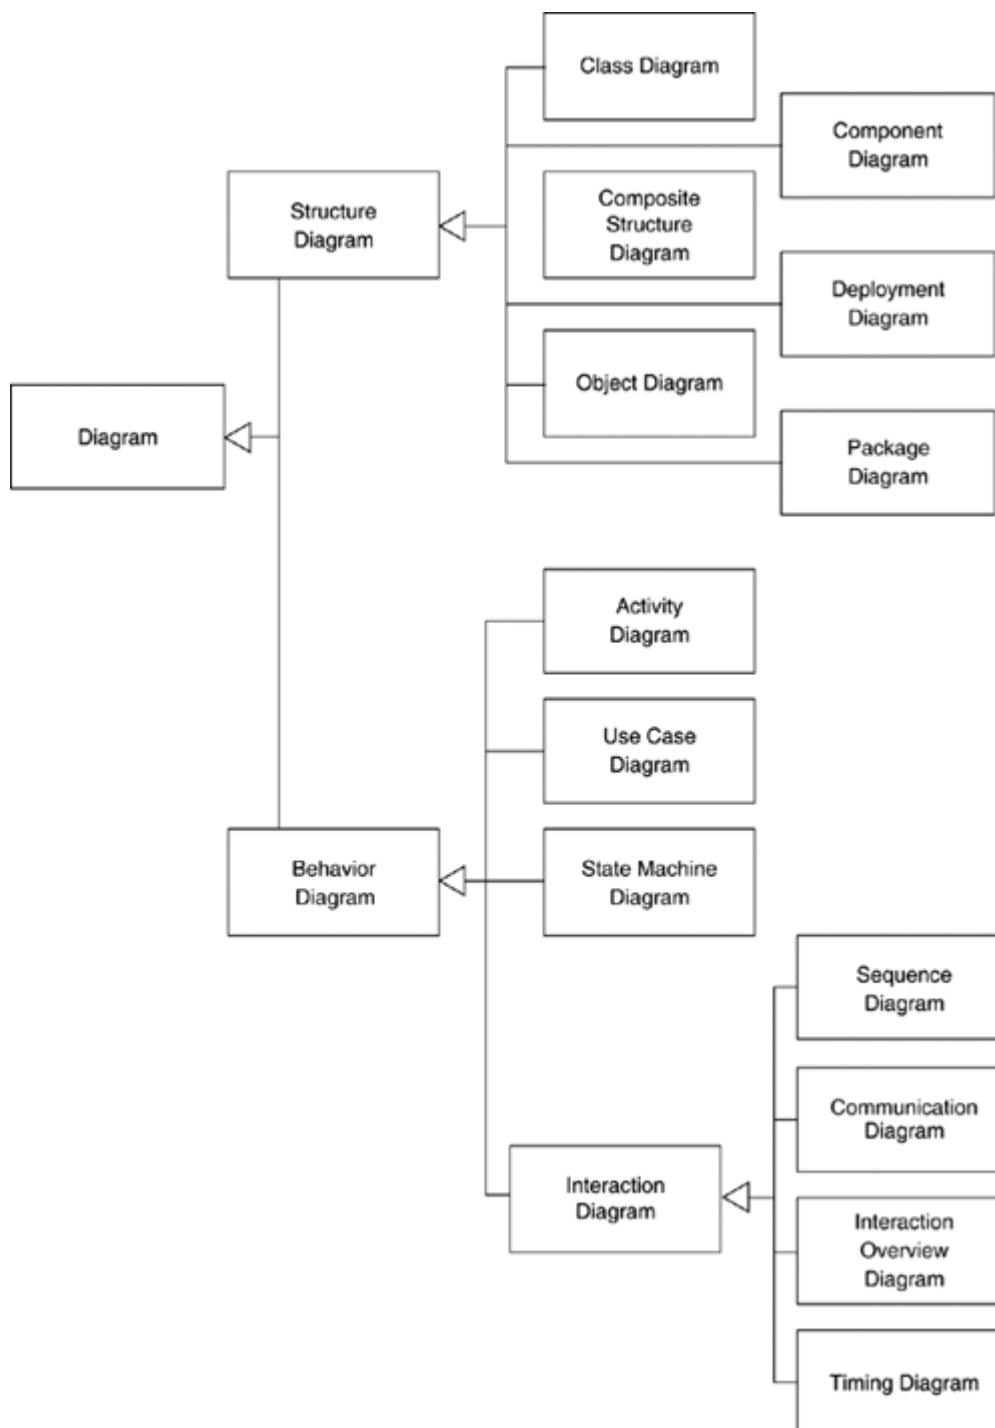 Class Diagram
Component
Diagram
Structure
Diagram
Composite
Structure
Diagram
Deployment
Diagram
Object Diagram
Diagram
Package
Diagram
Activity
Diagram
Use Case
Diagram
Behavior
Diagram
State Machine
Diagram
Sequence
Diagram
Communication
Diagram
Interaction
Diagram
Interaction
Overview
Diagram
Timing Diagram